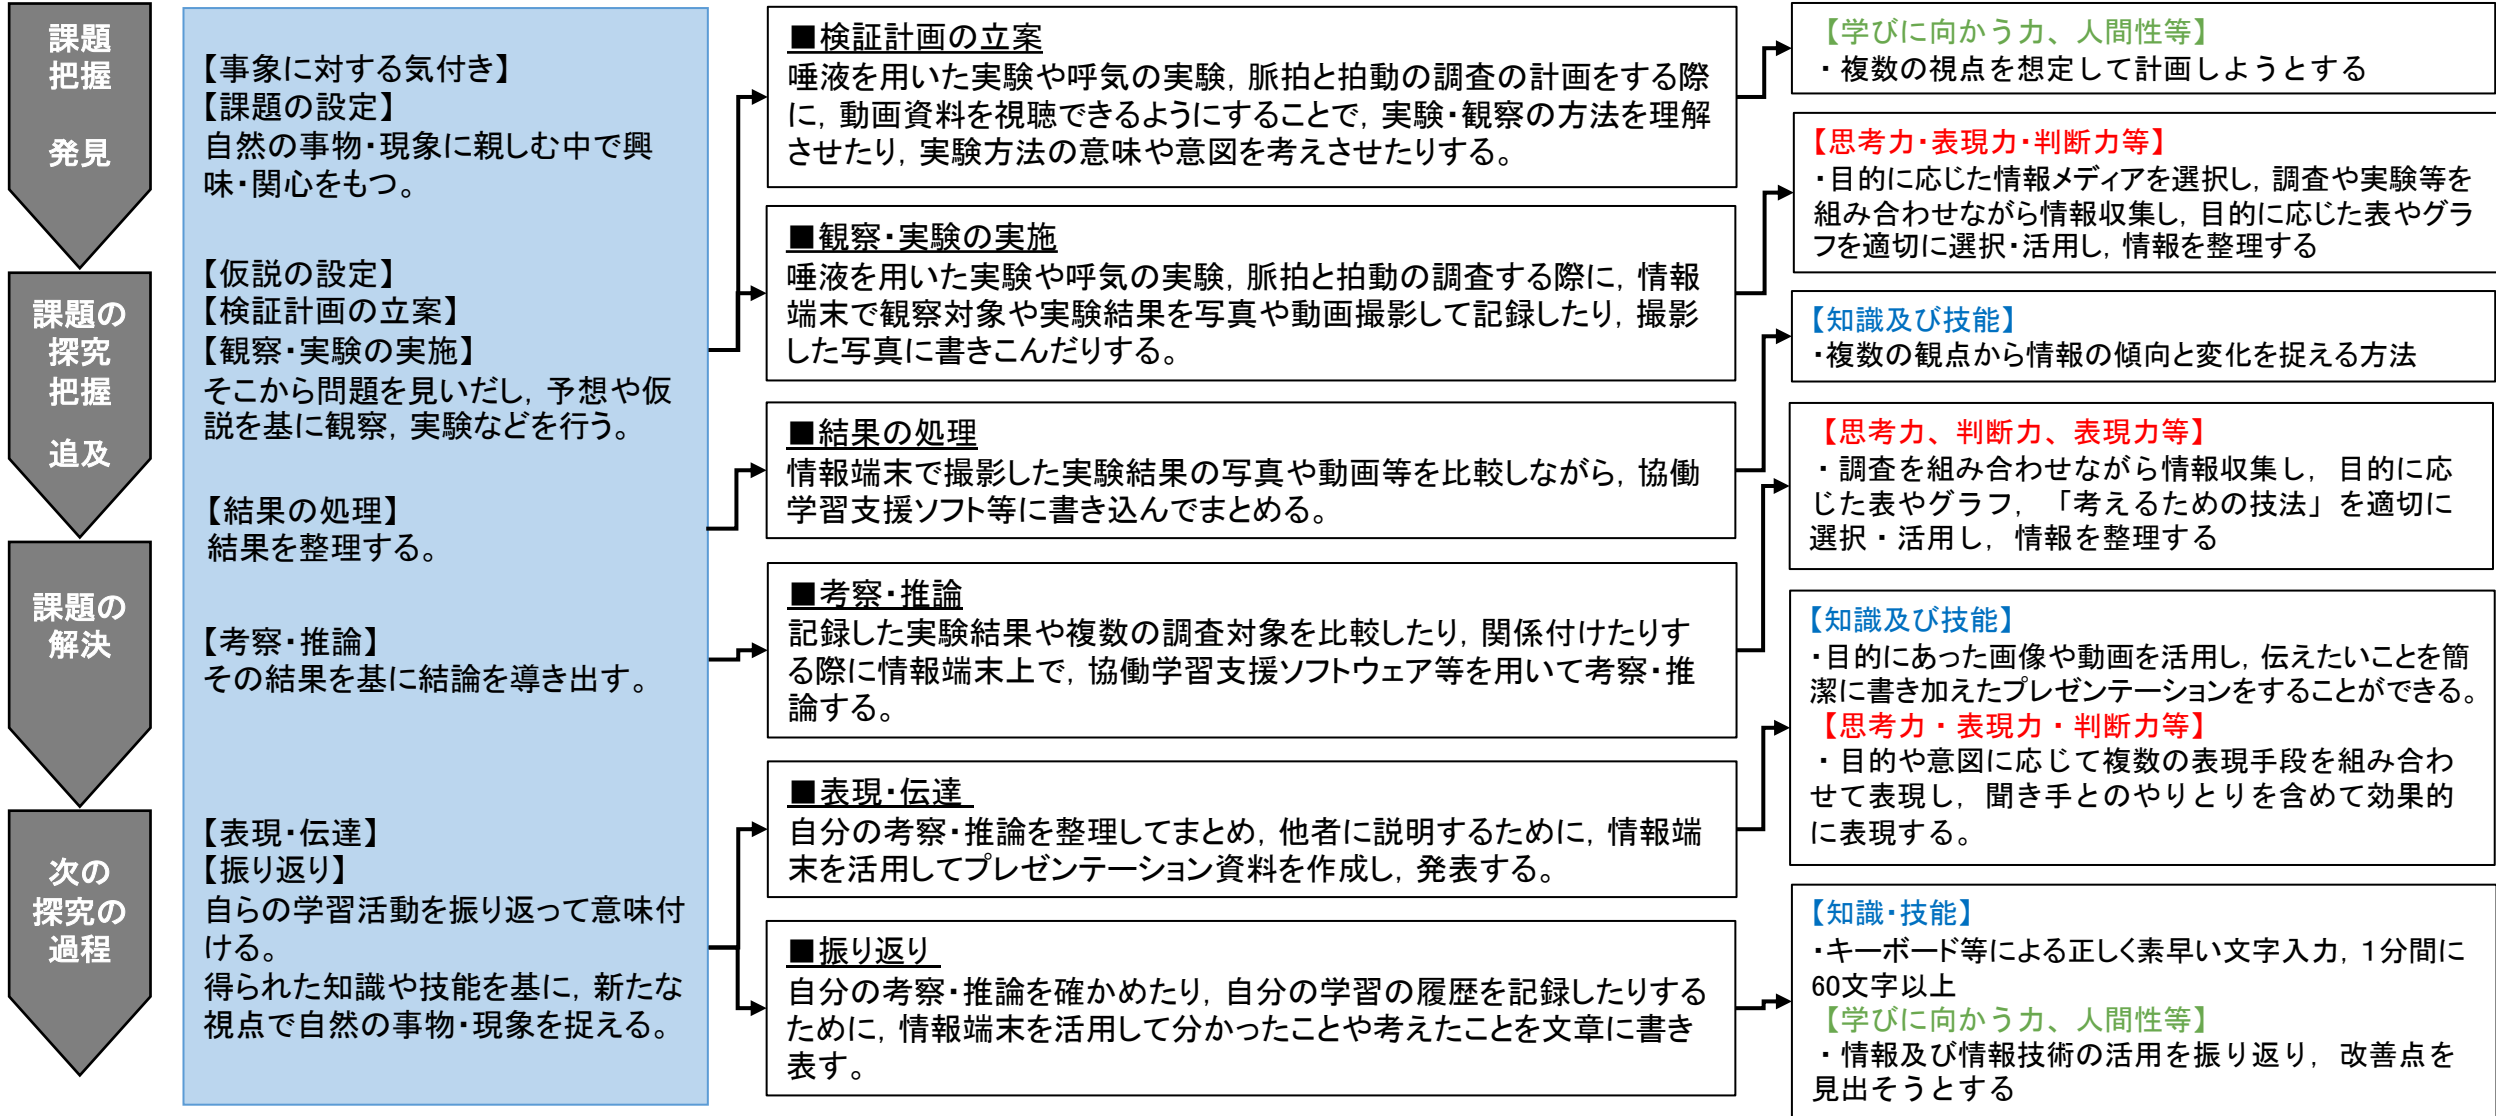 課題
把握
発見
課題の
探究
把握
追及
課題の
解決
次の
探究の
過程
【事象に対する気付き】
【課題の設定】
自然の事物・現象に親しむ中で興
味・関心をもつ。
【仮説の設定】
【検証計画の立案】
【観察・実験の実施】
そこから問題を見いだし，予想や仮
説を基に観察，実験などを行う。
【結果の処理】
結果を整理する。
【考察・推論】
その結果を基に結論を導き出す。
【表現・伝達】
【振り返り】
自らの学習活動を振り返って意味付
ける。
得られた知識や技能を基に，新たな
視点で自然の事物・現象を捉える。
■検証計画の立案
唾液を用いた実験や呼気の実験，脈拍と拍動の調査の計画をする際
に，動画資料を視聴できるようにすることで，実験・観察の方法を理解
させたり，実験方法の意味や意図を考えさせたりする。
■観察・実験の実施
唾液を用いた実験や呼気の実験，脈拍と拍動の調査する際に，情報
端末で観察対象や実験結果を写真や動画撮影して記録したり，撮影
した写真に書きこんだりする。
■結果の処理
情報端末で撮影した実験結果の写真や動画等を比較しながら，協働
学習支援ソフト等に書き込んでまとめる。
■考察・推論
記録した実験結果や複数の調査対象を比較したり，関係付けたりす
る際に情報端末上で，協働学習支援ソフトウェア等を用いて考察・推
論する。
■表現・伝達
自分の考察・推論を整理してまとめ，他者に説明するために，情報端
末を活用してプレゼンテーション資料を作成し，発表する。
■振り返り
自分の考察・推論を確かめたり，自分の学習の履歴を記録したりする
ために，情報端末を活用して分かったことや考えたことを文章に書き
表す。
【学びに向かう力、人間性等】
・複数の視点を想定して計画しようとする
【思考力・表現力・判断力等】
・目的に応じた情報メディアを選択し，調査や実験等を
組み合わせながら情報収集し，目的に応じた表やグラ
フを適切に選択・活用し，情報を整理する
【知識及び技能】
・複数の観点から情報の傾向と変化を捉える方法
【思考力、判断力、表現力等】
・調査を組み合わせながら情報収集し，目的に応
じた表やグラフ，「考えるための技法」を適切に
選択・活用し，情報を整理する
【知識及び技能】
・目的にあった画像や動画を活用し，伝えたいことを簡
潔に書き加えたプレゼンテーションをすることができる。
【思考力・表現力・判断力等】
・目的や意図に応じて複数の表現手段を組み合わ
せて表現し，聞き手とのやりとりを含めて効果的
に表現する。
【知識・技能】
・キーボード等による正しく素早い文字入力，１分間に
60文字以上
【学びに向かう力、人間性等】
・情報及び情報技術の活用を振り返り，改善点を
見出そうとする